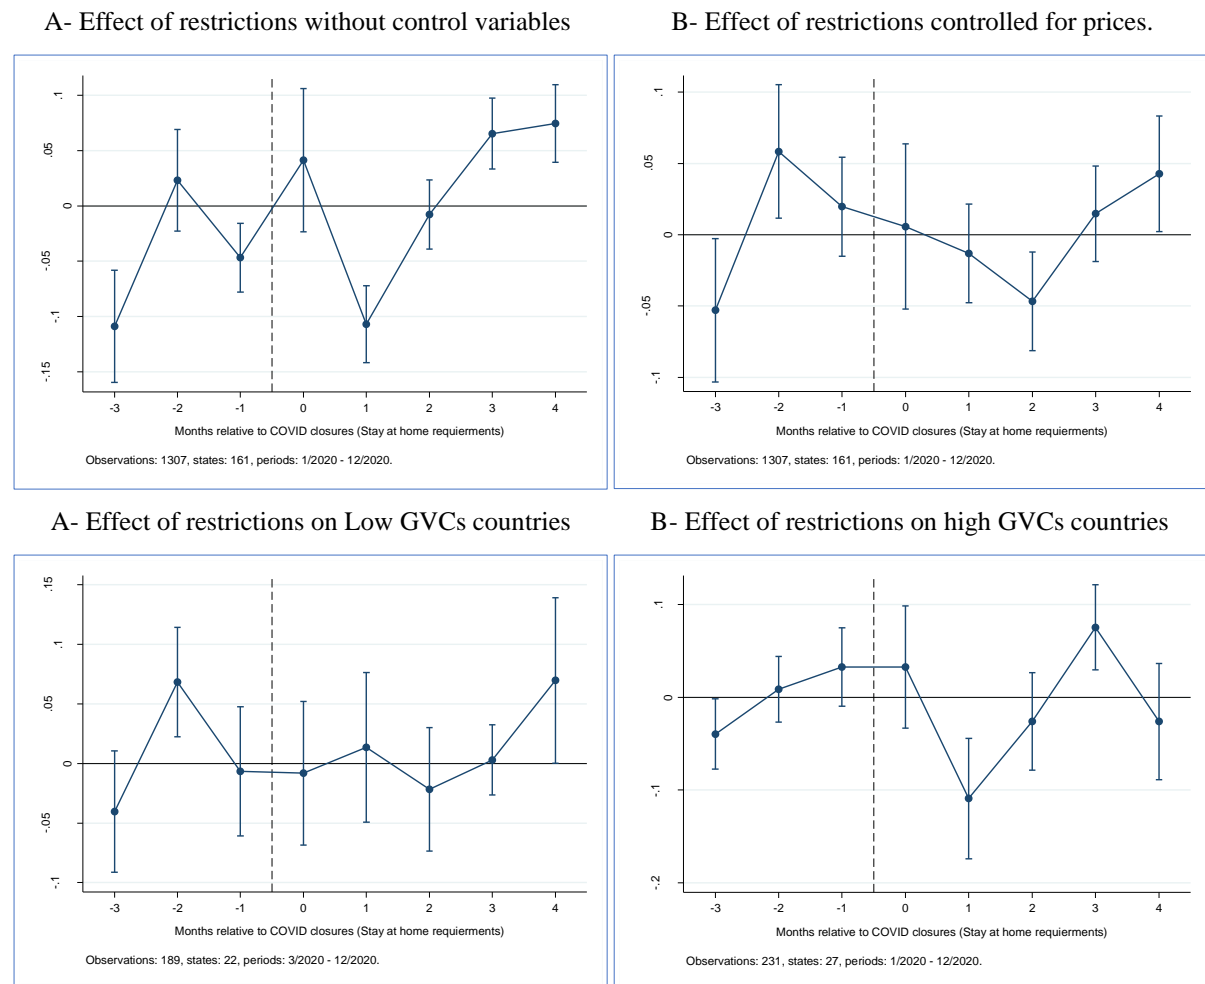 A- Effect of restrictions without control variables
.1
.05
0
-.05
-.1
-.15
-3 -2 -1 0 1 2 3 4
Months relative to COVID closures (Stay at home requierments)
Observations: 1307, states: 161, periods: 1/2020 - 12/2020.
B- Effect of restrictions controlled for prices.
.1
.05
0
-.05
-.1
-3 -2 -1 0 1 2 3 4
Months relative to COVID closures (Stay at home requierments)
Observations: 1307, states: 161, periods: 1/2020 - 12/2020.
A- Effect of restrictions on Low GVCs countries
.15
.1
.05
0
-.05
-.1
-3 -2 -1 0 1 2 3 4
Months relative to COVID closures (Stay at home requierments)
Observations: 189, states: 22, periods: 3/2020 - 12/2020.
B- Effect of restrictions on high GVCs countries
.1
0
-.1
-.2
-3 -2 -1 0 1 2 3 4
Months relative to COVID closures (Stay at home requierments)
Observations: 231, states: 27, periods: 1/2020 - 12/2020.